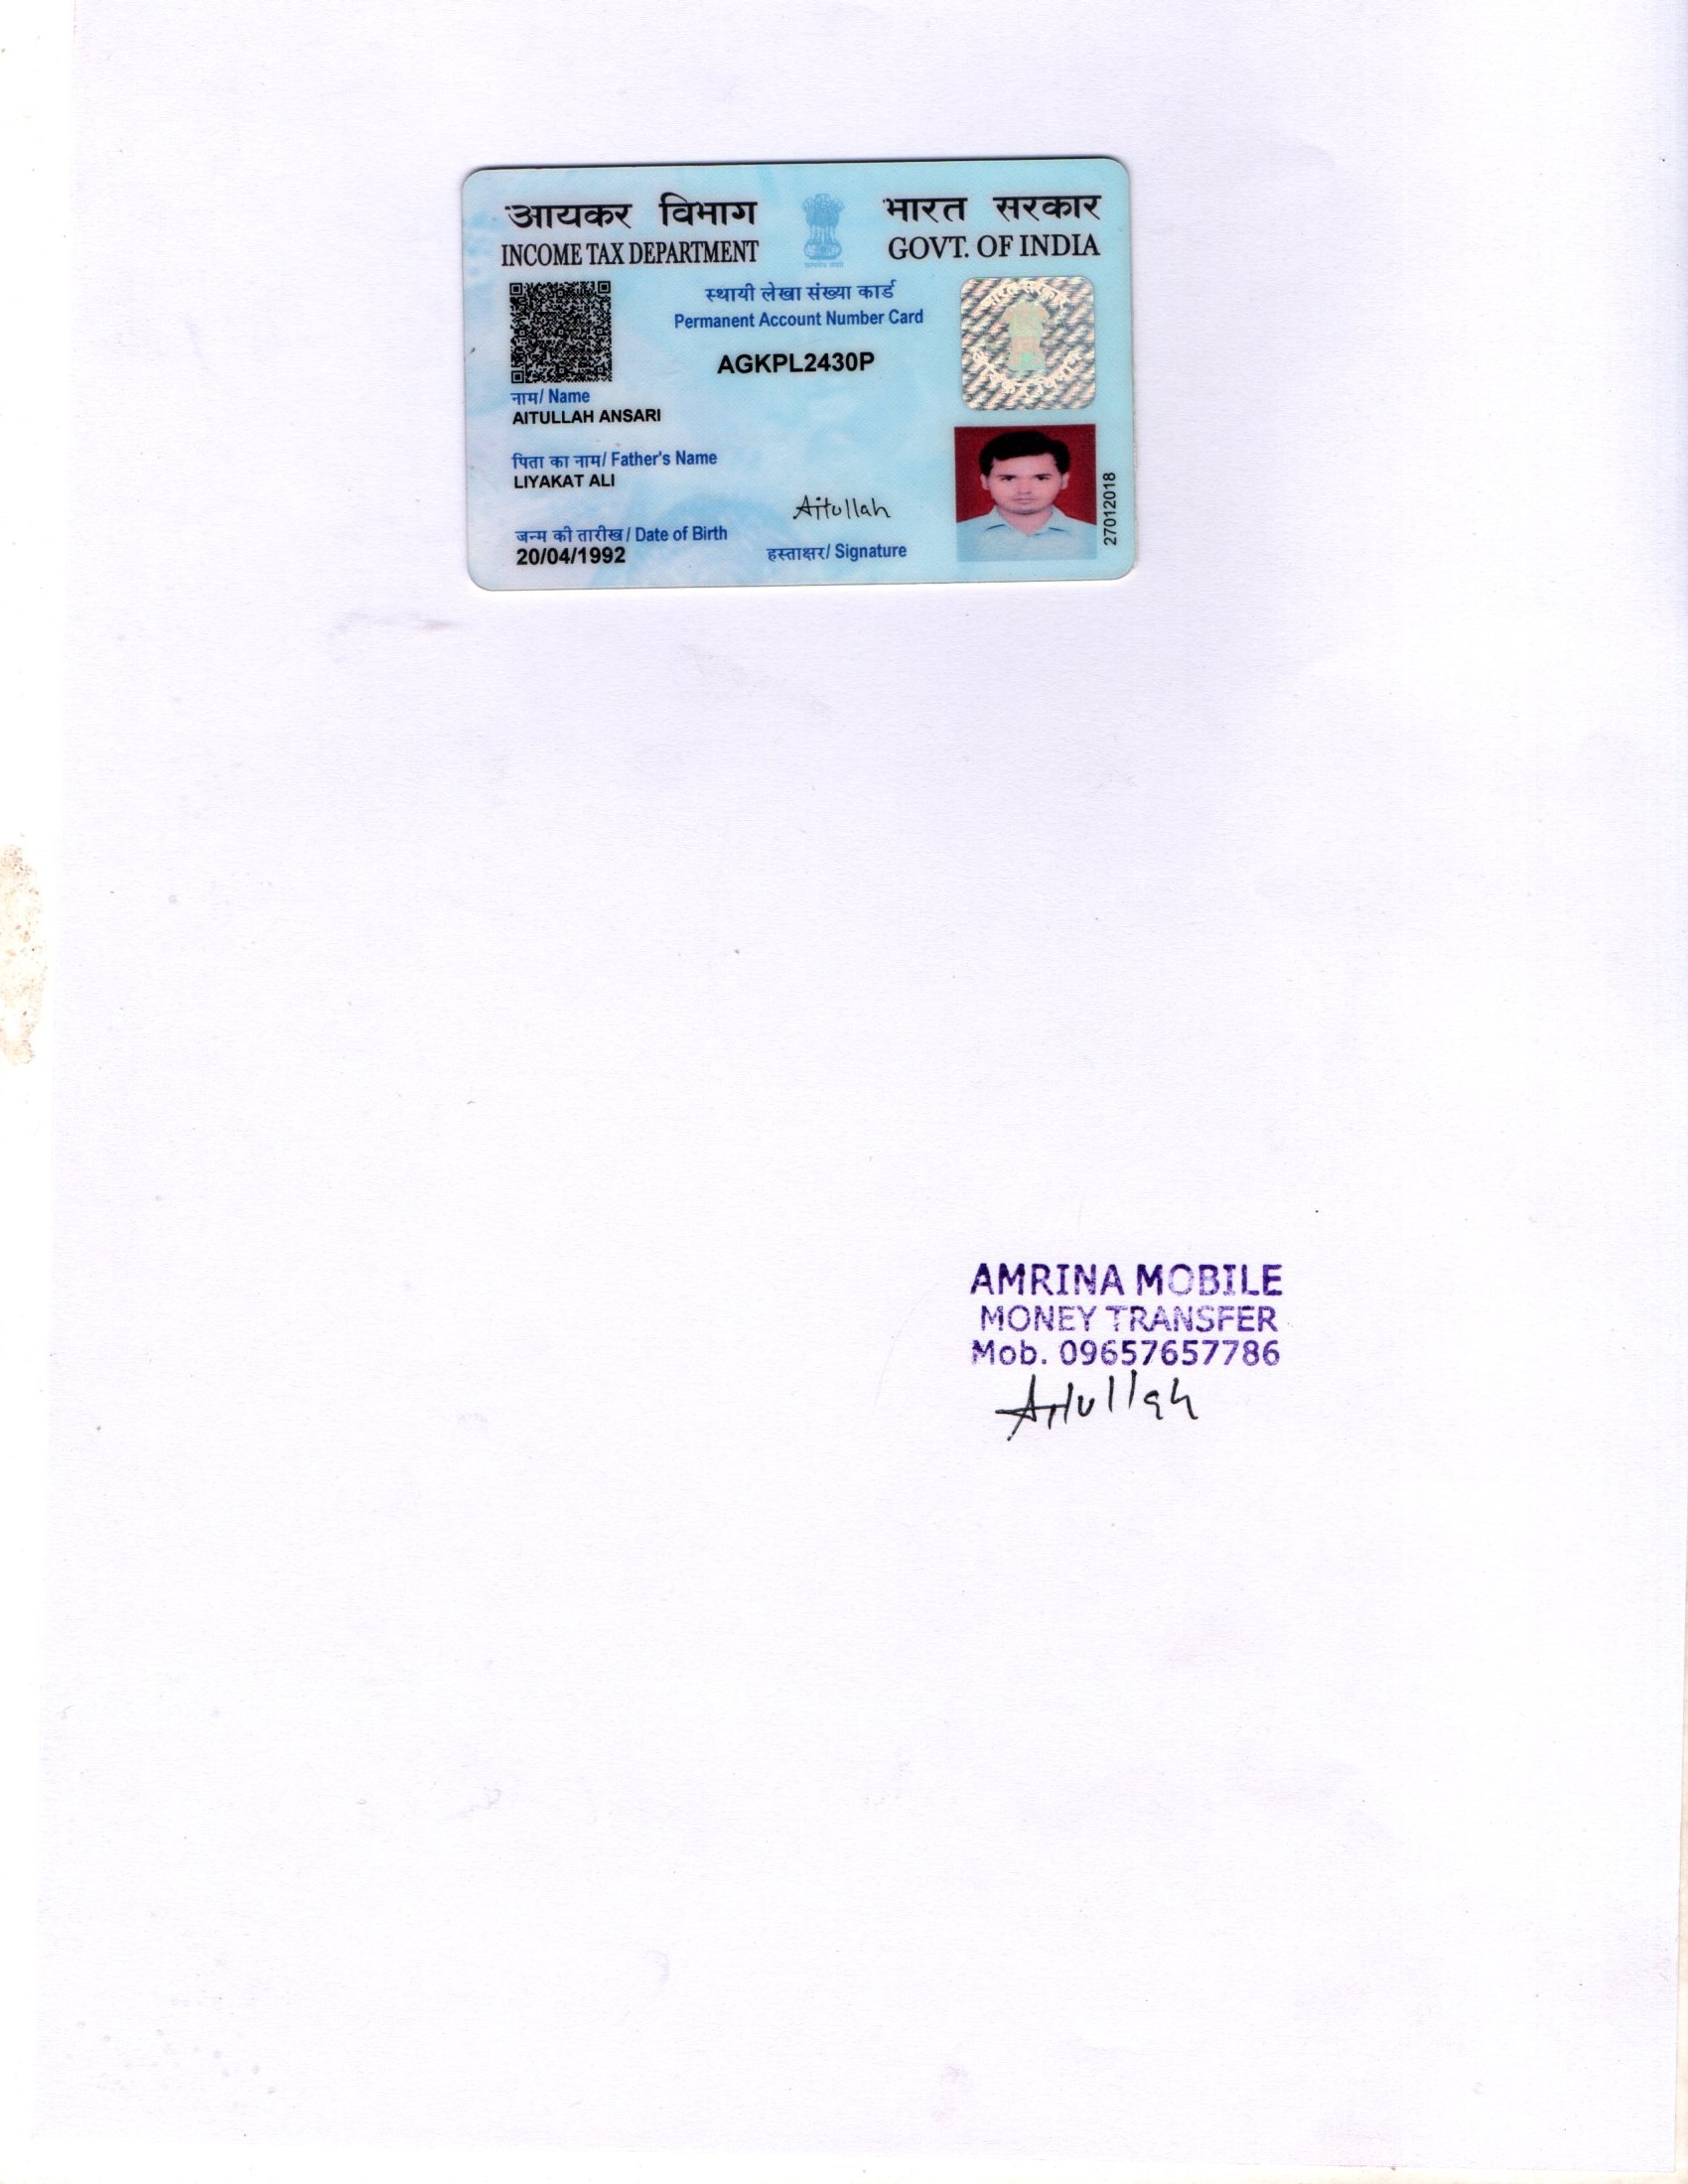 आयकर विभाग
INCOME TAX DEPARTMENT
भारत सरकार
GOVT. OF INDIA
स्थायी लेखा संख्या कार्ड
Permanent Account Number Card
AGKPL2430P
नाम/ Name
AITULLAH ANSARI
पिता का नाम/ Father's Name
LIYAKAT ALI
जन्म की तारीख/ Date of Birth
20/04/1992
Aitullah
हस्ताक्षर/ Signature
27012018
AMRINA MOBILE
MONEY TRANSFER
Mob. 09657657786
Aitullah